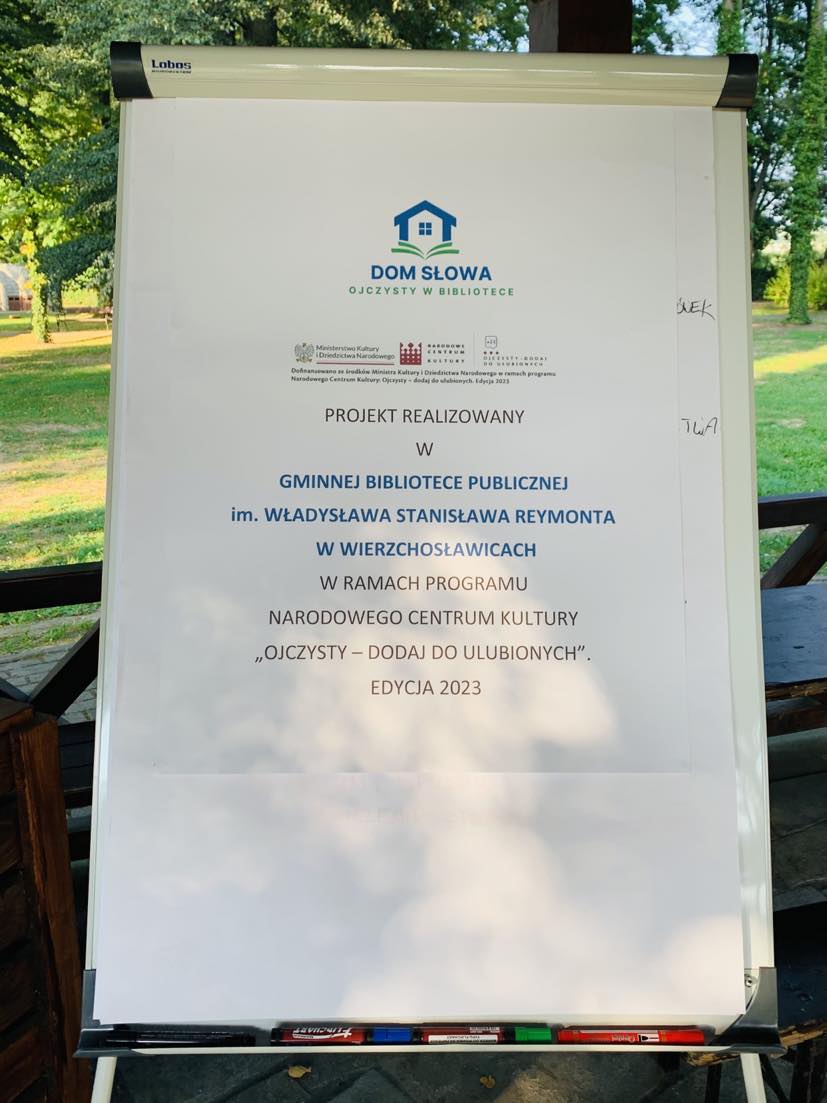 Lobos
DOM SŁOWA
OJCZYSTY W BIBLIOTECE
Ministerstwo Kultury
i Dziedzictwa Narodowego
NARODOWE
CENTRUM
KULTURY
OJCZYSTY–DODAJ
DO ULUBIONYCH
Dofinansowano ze środków Ministra Kultury i Dziedzictwa Narodowego w ramach programu
Narodowego Centrum Kultury: Ojczysty – dodaj do ulubionych. Edycja 2023
PROJEKT REALIZOWANY
W
GMINNEJ BIBLIOTECE PUBLICZNEJ
im. WŁADYSŁAWA STANISŁAWA REYMONTA
W WIERZCHOSŁAWICACH
W RAMACH PROGRAMU
NARODOWEGO CENTRUM KULTURY
„OJCZYSTY – DODAJ DO ULUBIONYCH”.
EDYCJA 2023
FLIPCHART